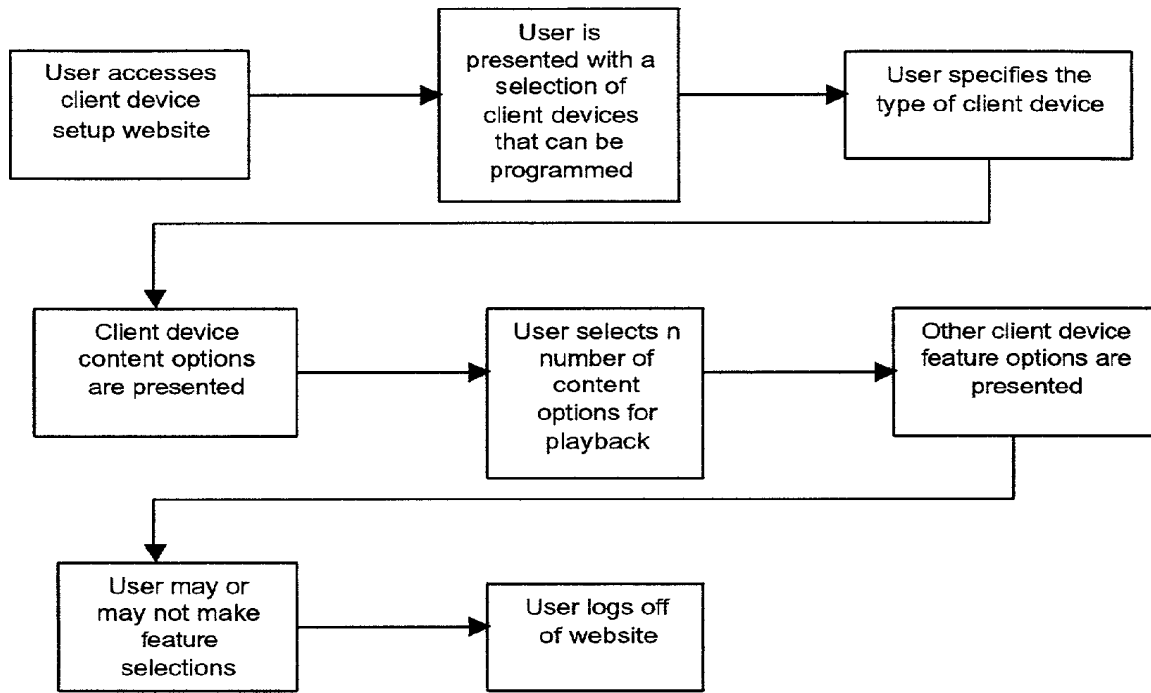 User accesses
client device
setup website
User is
presented with a
selection of
client devices
that can be
programmed
User specifies the
type of client device
Client device
content options
are presented
User selects n
number of
content
options for
playback
Other client device
feature options are
presented
User may or
may not make
feature
selections
User logs off
of website